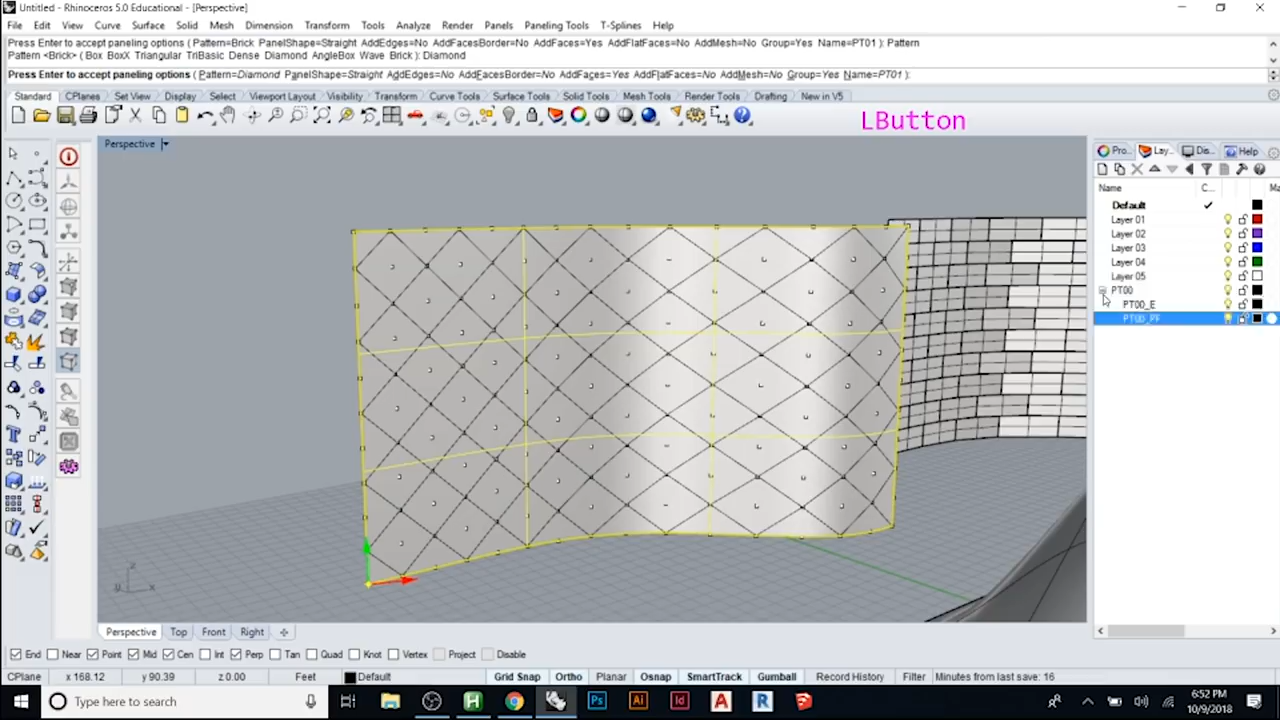 Untitled - Rhinoceros 5.0 Educational - [Perspective]
File Edit View Curve Surface Solid Mesh Dimension Transform Tools Analyze Render Panels Paneling Tools T-Splines Help
Press Enter to accept paneling options ( Pattern=Brick PanelShape=Straight AddEdges=No AddFacesBorder=No AddFaces=Yes AddFlatFaces=No AddMesh=No Group=Yes Name=PT01 ): Pattern
Pattern <Brick> ( Box BoxX Triangular TriBasic Dense Diamond AngleBox Wave Brick ): Diamond
Press Enter to accept paneling options ( Pattern=Diamond PanelShape=Straight AddEdges=No AddFacesBorder=No AddFaces=Yes AddFlatFaces=No AddMesh=No Group=Yes Name=PT01 ):
Standard CPlanes Set View Display Select Viewport Layout Visibility Transform Curve Tools Surface Tools Solid Tools Mesh Tools Render Tools Drafting New in V5
LButton
Perspective
Pro... Lay... Dis... Help
Name C... Ma
Default
Layer 01
Layer 02
Layer 03
Layer 04
Layer 05
PT00
PT00_E
PT00_PF
z
y x
Perspective Top Front Right
End Near Point Mid Cen Int Perp Tan Quad Knot Vertex Project Disable
CPlane x 168.12 y 90.39 z 0.00 Feet Default Grid Snap Ortho Planar Osnap SmartTrack Gumball Record History Filter Minutes from last save: 16
Type here to search
Ps Ai Id A R
6:52 PM
10/9/2018